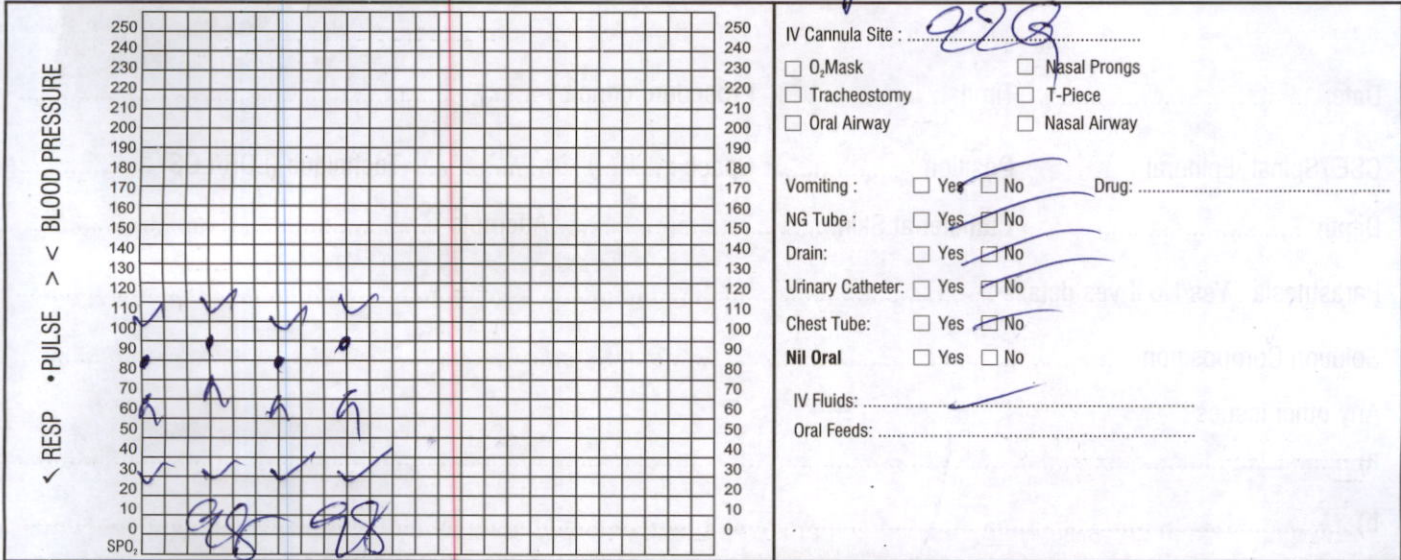 250 250
240 240
230 230
220 220
210 210
200 200
190 190
180 180
170 170
160 160
150 150
140 140
130 130
120 120
110 110
100 100
90 90
80 80
70 70
60 60
50 50
40 40
30 30
20 20
10 10
0 0
SPO₂ 98 98
< RESP • PULSE > < BLOOD PRESSURE
IV Cannula Site :
☐ O₂Mask ☐ Nasal Prongs
☐ Tracheostomy ☐ T-Piece
☐ Oral Airway ☐ Nasal Airway
Vomiting : ☐ Yes ☐ No Drug:
NG Tube: ☐ Yes ☐ No
Drain: ☐ Yes ☐ No
Urinary Catheter: ☐ Yes ☐ No
Chest Tube: ☐ Yes ☐ No
Nil Oral ☐ Yes ☐ No
IV Fluids:
Oral Feeds: